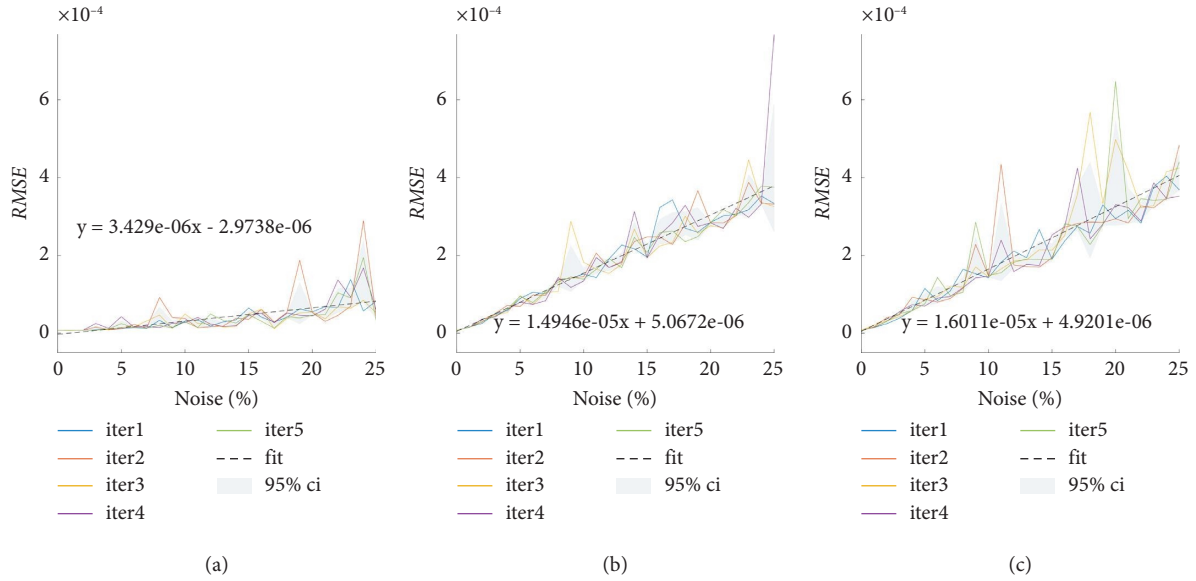 ×10⁻⁴
6
4
2
0
RMSE
y = 3.429e-06x - 2.9738e-06
0 5 10 15 20 25
Noise (%)
iter1 iter5
iter2 fit
iter3 95% ci
iter4
(a)
×10⁻⁴
6
4
2
0
RMSE
y = 1.4946e-05x + 5.0672e-06
0 5 10 15 20 25
Noise (%)
iter1 iter5
iter2 fit
iter3 95% ci
iter4
(b)
×10⁻⁴
6
4
2
0
RMSE
y = 1.6011e-05x + 4.9201e-06
0 5 10 15 20 25
Noise (%)
iter1 iter5
iter2 fit
iter3 95% ci
iter4
(c)